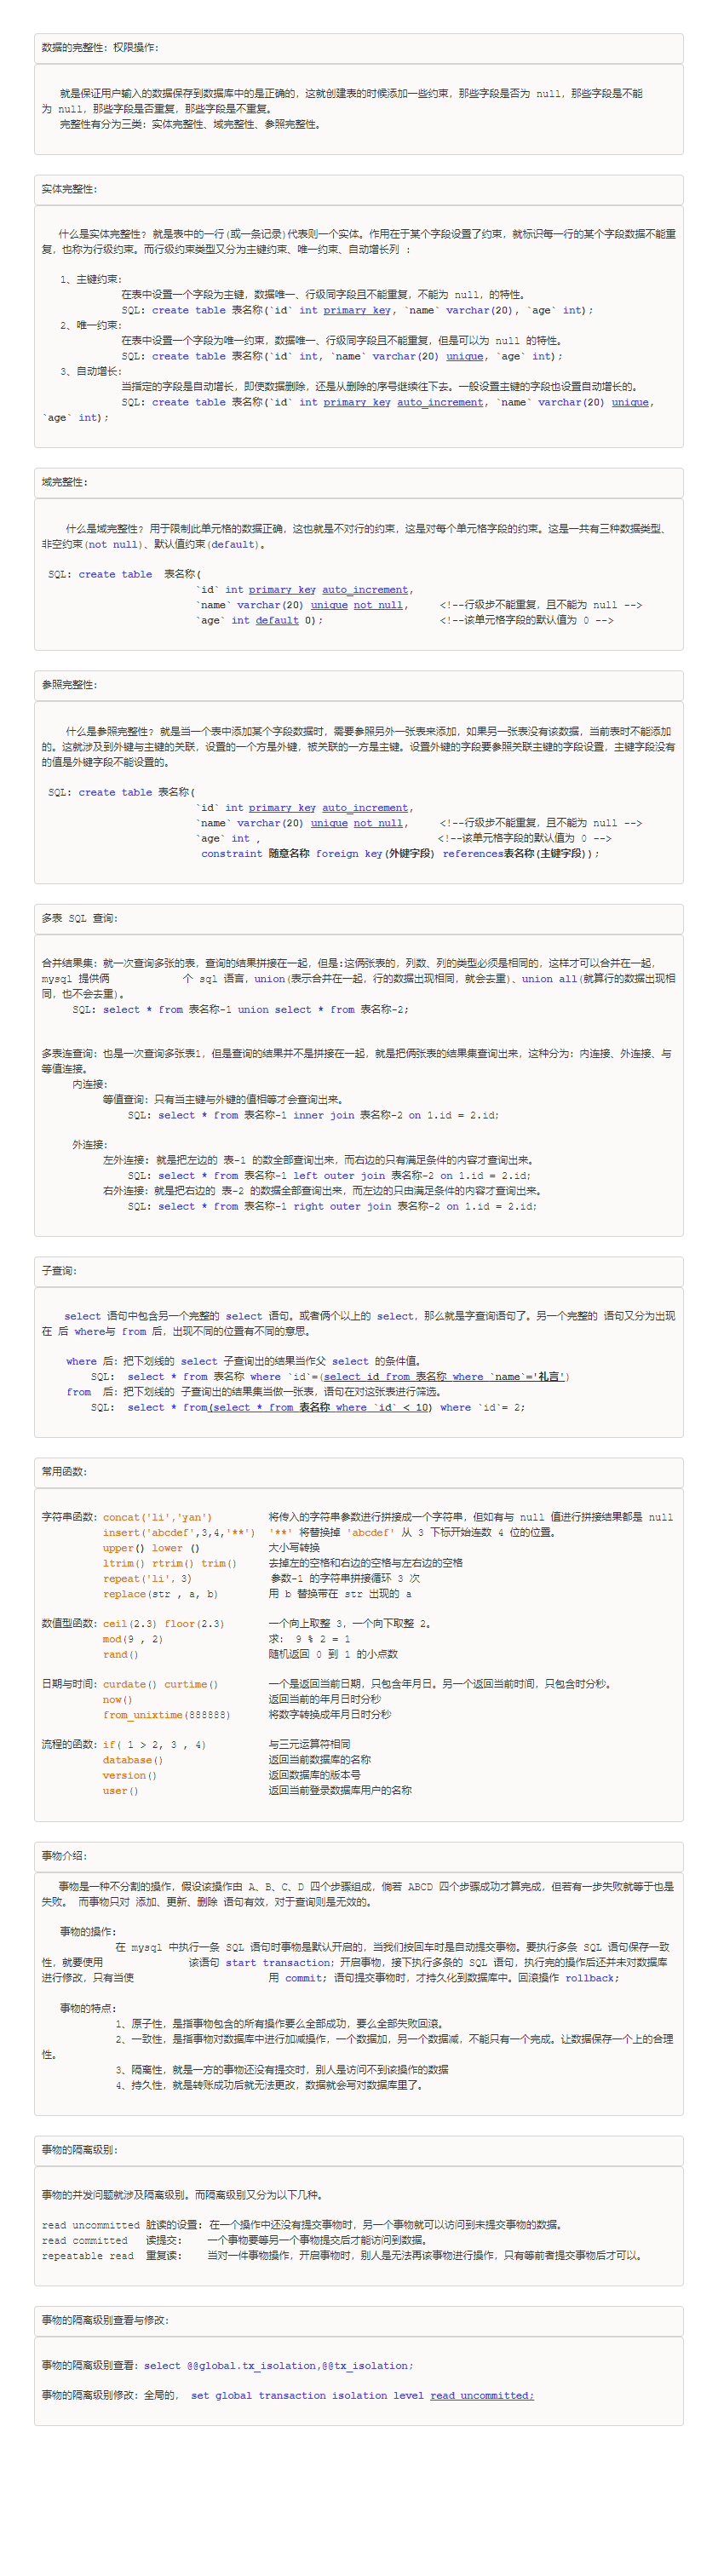 数据的完整性: 权限操作:
就是保证用户输入的数据保存到数据库中的是正确的, 这就创建表的时候添加一些约束, 那些字段是否为 null, 那些字段是不能
为 null, 那些字段是否重复, 那些字段是不重复。
完整性有分为三类: 实体完整性、域完整性、参照完整性。
实体完整性:
什么是实体完整性? 就是表中的一行(或一条记录)代表则一个实体。作用在于某个字段设置了约束, 就标识每一行的某个字段数据不能重
复, 也称为行级约束。而行级约束类型又分为主键约束、唯一约束、自动增长列 :
1、主键约束:
在表中设置一个字段为主键, 数据唯一、行级同字段且不能重复, 不能为 null, 的特性。
SQL: create table 表名称(`id` int primary key, `name` varchar(20), `age` int);
2、唯一约束:
在表中设置一个字段为唯一约束, 数据唯一、行级同字段且不能重复, 但是可以为 null 的特性。
SQL: create table 表名称(`id` int, `name` varchar(20) unique, `age` int);
3、自动增长:
当指定的字段是自动增长, 即使数据删除, 还是从删除的序号继续往下去。一般设置主键的字段也设置自动增长的。
SQL: create table 表名称(`id` int primary key auto_increment, `name` varchar(20) unique,
`age` int);
域完整性:
什么是域完整性? 用于限制此单元格的数据正确, 这也就是不对行的约束, 这是对每个单元格字段的约束。这是一共有三种数据类型、
非空约束(not null)、默认值约束(default)。
SQL: create table 表名称(
`id` int primary key auto_increment,
`name` varchar(20) unique not null, <!--行级步不能重复, 且不能为 null -->
`age` int default 0); <!--该单元格字段的默认值为 0 -->
参照完整性:
什么是参照完整性? 就是当一个表中添加某个字段数据时, 需要参照另外一张表来添加, 如果另一张表没有该数据, 当前表时不能添加
的。这就涉及到外键与主键的关联, 设置的一个方是外键, 被关联的一方是主键。设置外键的字段要参照关联主键的字段设置, 主键字段没有
的值是外键字段不能设置的。
SQL: create table 表名称(
`id` int primary key auto_increment,
`name` varchar(20) unique not null, <!--行级步不能重复, 且不能为 null -->
`age` int , <!--该单元格字段的默认值为 0 -->
constraint 随意名称 foreign key(外键字段) references表名称(主键字段));
多表 SQL 查询:
合并结果集: 就一次查询多张的表, 查询的结果拼接在一起, 但是:这俩张表的, 列数、列的类型必须是相同的, 这样才可以合并在一起,
mysql 提供俩 个 sql 语言, union(表示合并在一起, 行的数据出现相同, 就会去重)、union all(就算行的数据出现相
同, 也不会去重)。
SQL: select * from 表名称-1 union select * from 表名称-2;
多表连查询: 也是一次查询多张表1, 但是查询的结果并不是拼接在一起, 就是把俩张表的结果集查询出来, 这种分为: 内连接、外连接、与
等值连接。
内连接:
等值查询: 只有当主键与外键的值相等才会查询出来。
SQL: select * from 表名称-1 inner join 表名称-2 on 1.id = 2.id;
外连接:
左外连接: 就是把左边的 表-1 的数全部查询出来, 而右边的只有满足条件的内容才查询出来。
SQL: select * from 表名称-1 left outer join 表名称-2 on 1.id = 2.id;
右外连接: 就是把右边的 表-2 的数据全部查询出来, 而左边的只由满足条件的内容才查询出来。
SQL: select * from 表名称-1 right outer join 表名称-2 on 1.id = 2.id;
子查询:
select 语句中包含另一个完整的 select 语句。或者俩个以上的 select, 那么就是字查询语句了。另一个完整的 语句又分为出现
在 后 where与 from 后, 出现不同的位置有不同的意思。
where 后: 把下划线的 select 子查询出的结果当作父 select 的条件值。
SQL: select * from 表名称 where `id`=(select id from 表名称 where `name`='礼言')
from 后: 把下划线的 子查询出的结果集当做一张表, 语句在对这张表进行筛选。
SQL: select * from(select * from 表名称 where `id` < 10) where `id`= 2;
常用函数:
字符串函数: concat('li','yan') 将传入的字符串参数进行拼接成一个字符串, 但如有与 null 值进行拼接结果都是 null
insert('abcdef',3,4,'**') '**' 将替换掉 'abcdef' 从 3 下标开始连数 4 位的位置。
upper() lower () 大小写转换
ltrim() rtrim() trim() 去掉左的空格和右边的空格与左右边的空格
repeat('li', 3) 参数-1 的字符串拼接循环 3 次
replace(str , a, b) 用 b 替换带在 str 出现的 a
数值型函数: ceil(2.3) floor(2.3) 一个向上取整 3, 一个向下取整 2。
mod(9 , 2) 求: 9 % 2 = 1
rand() 随机返回 0 到 1 的小点数
日期与时间: curdate() curtime() 一个是返回当前日期, 只包含年月日。另一个返回当前时间, 只包含时分秒。
now() 返回当前的年月日时分秒
from_unixtime(888888) 将数字转换成年月日时分秒
流程的函数: if( 1 > 2, 3 , 4) 与三元运算符相同
database() 返回当前数据库的名称
version() 返回数据库的版本号
user() 返回当前登录数据库用户的名称
事物介绍:
事物是一种不分割的操作, 假设该操作由 A、B、C、D 四个步骤组成, 倘若 ABCD 四个步骤成功才算完成, 但若有一步失败就等于也是
失败。 而事物只对 添加、更新、删除 语句有效, 对于查询则是无效的。
事物的操作:
在 mysql 中执行一条 SQL 语句时事物是默认开启的, 当我们按回车时是自动提交事物。要执行多条 SQL 语句保存一致
性, 就要使用 该语句 start transaction; 开启事物, 接下执行多条的 SQL 语句, 执行完的操作后还并未对数据库
进行修改, 只有当使 用 commit; 语句提交事物时, 才持久化到数据库中。回滚操作 rollback;
事物的特点:
1、原子性, 是指事物包含的所有操作要么全部成功, 要么全部失败回滚。
2、一致性, 是指事物对数据库中进行加减操作, 一个数据加, 另一个数据减, 不能只有一个完成。让数据保存一个上的合理
性。
3、隔离性, 就是一方的事物还没有提交时, 别人是访问不到该操作的数据
4、持久性, 就是转账成功后就无法更改, 数据就会写对数据库里了。
事物的隔离级别:
事物的并发问题就涉及隔离级别。而隔离级别又分为以下几种。
read uncommitted 脏读的设置: 在一个操作中还没有提交事物时, 另一个事物就可以访问到未提交事物的数据。
read committed 读提交: 一个事物要等另一个事物提交后才能访问到数据。
repeatable read 重复读: 当对一件事物操作, 开启事物时, 别人是无法再该事物进行操作, 只有等前者提交事物后才可以。
事物的隔离级别查看与修改:
事物的隔离级别查看: select @@global.tx_isolation,@@tx_isolation;
事物的隔离级别修改: 全局的, set global transaction isolation level read uncommitted;